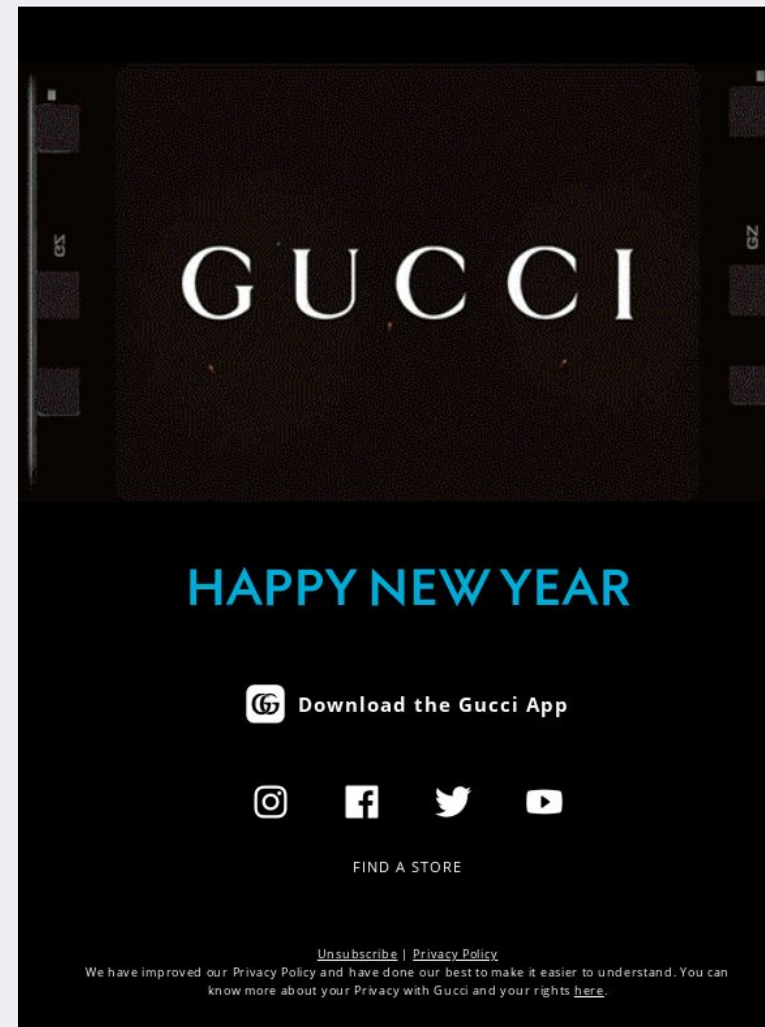 GUCCI
GZ
GZ
HAPPY NEW YEAR
Download the Gucci App
FIND A STORE
Unsubscribe | Privacy Policy
We have improved our Privacy Policy and have done our best to make it easier to understand. You can
know more about your Privacy with Gucci and your rights here.